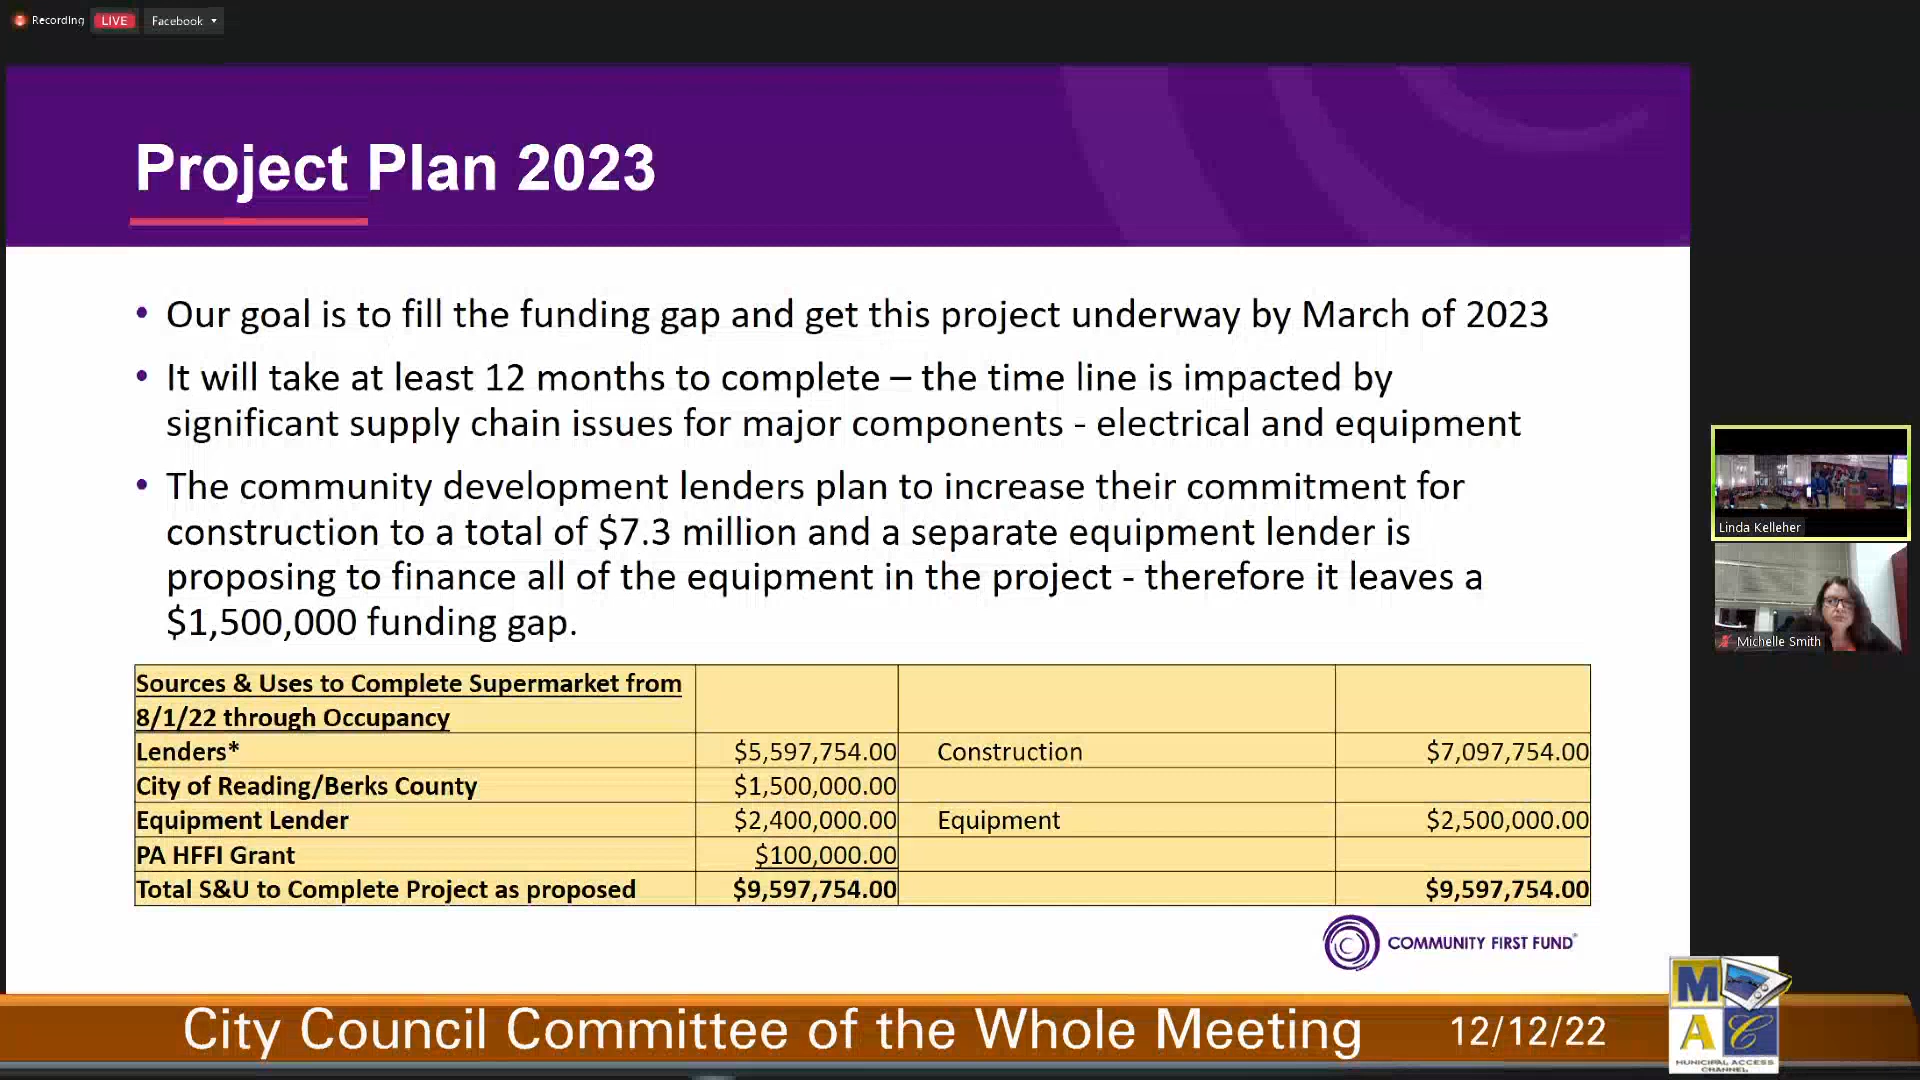 Recording LIVE Facebook
Project Plan 2023
• Our goal is to fill the funding gap and get this project underway by March of 2023
• It will take at least 12 months to complete – the time line is impacted by
significant supply chain issues for major components - electrical and equipment
• The community development lenders plan to increase their commitment for
construction to a total of $7.3 million and a separate equipment lender is
proposing to finance all of the equipment in the project - therefore it leaves a
$1,500,000 funding gap.
Sources & Uses to Complete Supermarket from
8/1/22 through Occupancy
Lenders* $5,597,754.00 Construction $7,097,754.00
City of Reading/Berks County $1,500,000.00
Equipment Lender $2,400,000.00 Equipment $2,500,000.00
PA HFFI Grant $100,000.00
Total S&U to Complete Project as proposed $9,597,754.00 $9,597,754.00
COMMUNITY FIRST FUND®
Linda Kelleher
Michelle Smith
City Council Committee of the Whole Meeting 12/12/22
M
A C
MUNICIPAL ACCESS
CHANNEL